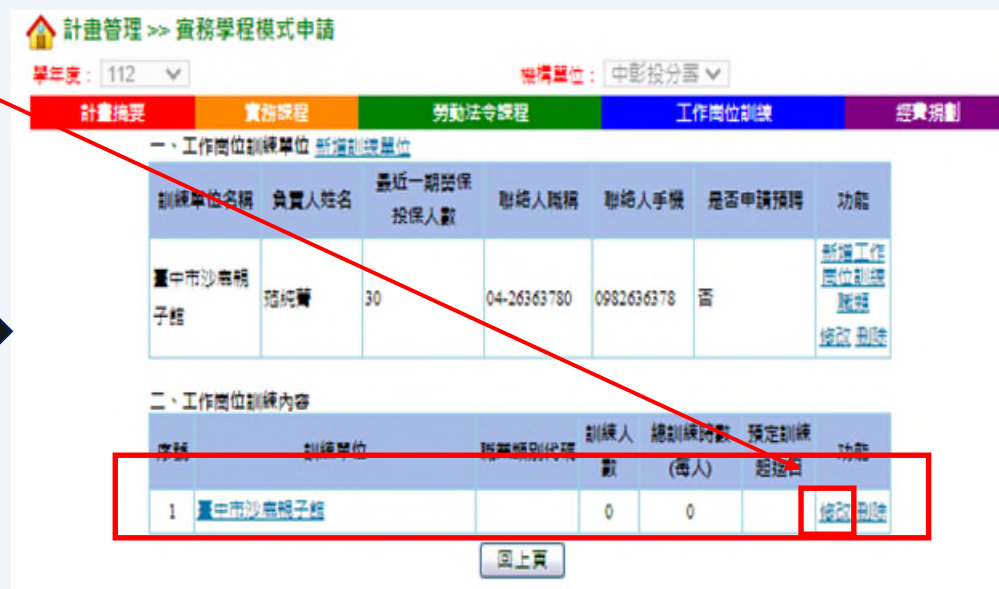 計畫管理 >> 實務學程模式申請
學年度： 112 機構單位： 中彰投分署
計畫摘要 實務課程 勞動法令課程 工作崗位訓練 經費規劃
一、工作崗位訓練單位 新增訓練單位
訓練單位名稱 負責人姓名 最近一期勞保投保人數 聯絡人職稱 聯絡人手機 是否申請預聘 功能
臺中市沙鹿親子館 30 04-26363780 0982636378 否 新增工作崗位訓練職類 修改 刪除
二、工作崗位訓練內容
序號 訓練單位 職業類別代碼 訓練人數 總訓練時數(每人) 預定訓練起迄日 功能
1 臺中市沙鹿親子館 0 0 修改 刪除
回上頁